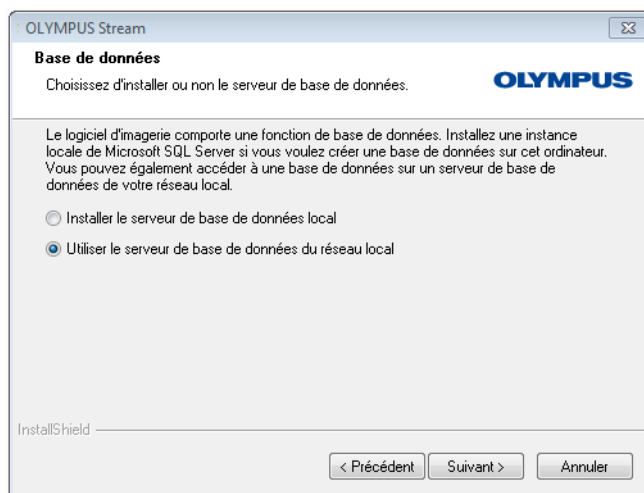 OLYMPUS Stream
Base de données
Choisissez d'installer ou non le serveur de base de données.
OLYMPUS
Le logiciel d'imagerie comporte une fonction de base de données. Installez une instance
locale de Microsoft SQL Server si vous voulez créer une base de données sur cet ordinateur.
Vous pouvez également accéder à une base de données sur un serveur de base de
données de votre réseau local.
Installer le serveur de base de données local
Utiliser le serveur de base de données du réseau local
InstallShield
< Précédent
Suivant >
Annuler